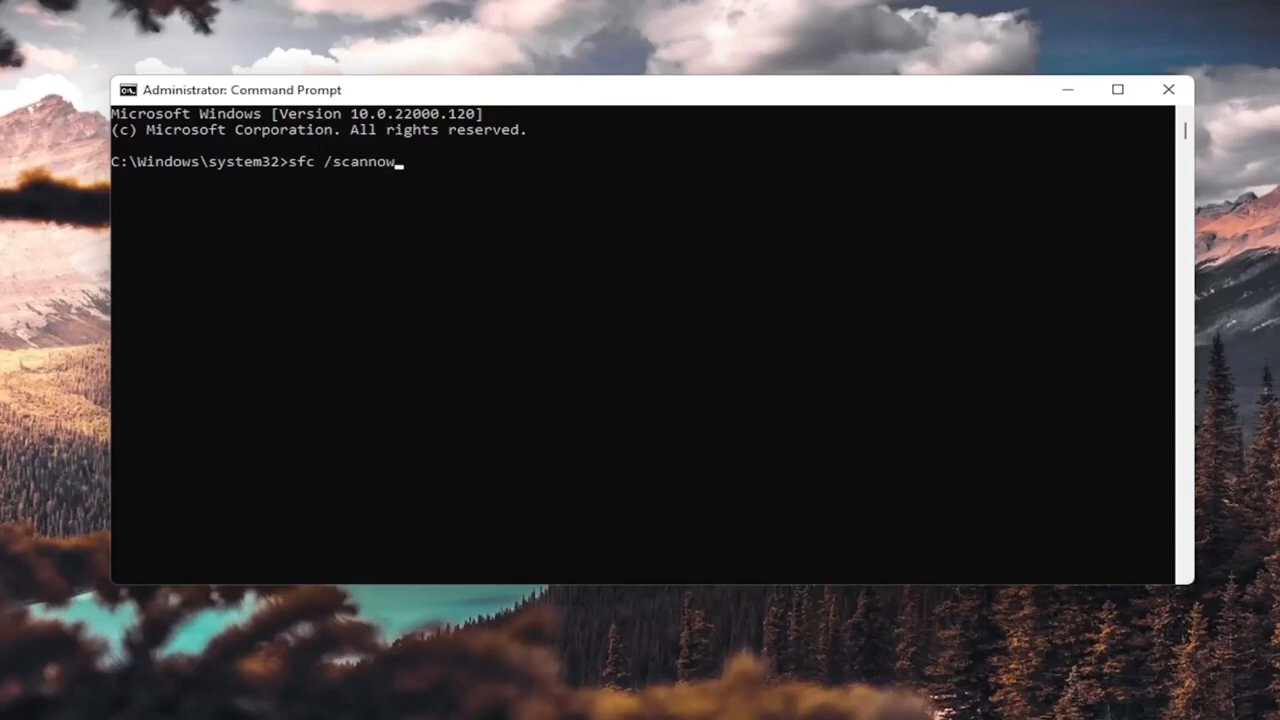 Administrator: Command Prompt
Microsoft Windows [Version 10.0.22000.120]
(c) Microsoft Corporation. All rights reserved.
C:\Windows\system32>sfc /scannow